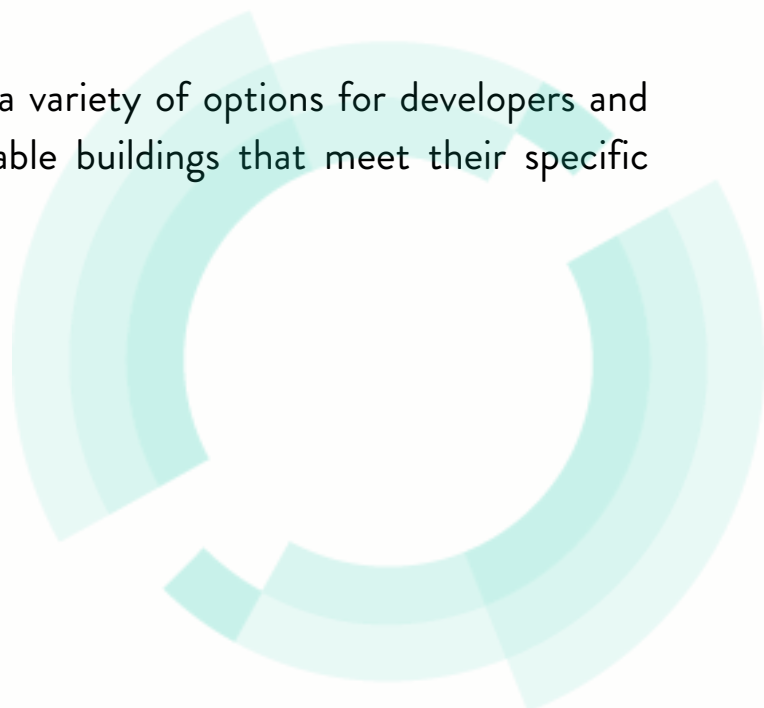 a variety of options for developers and
able buildings that meet their specific